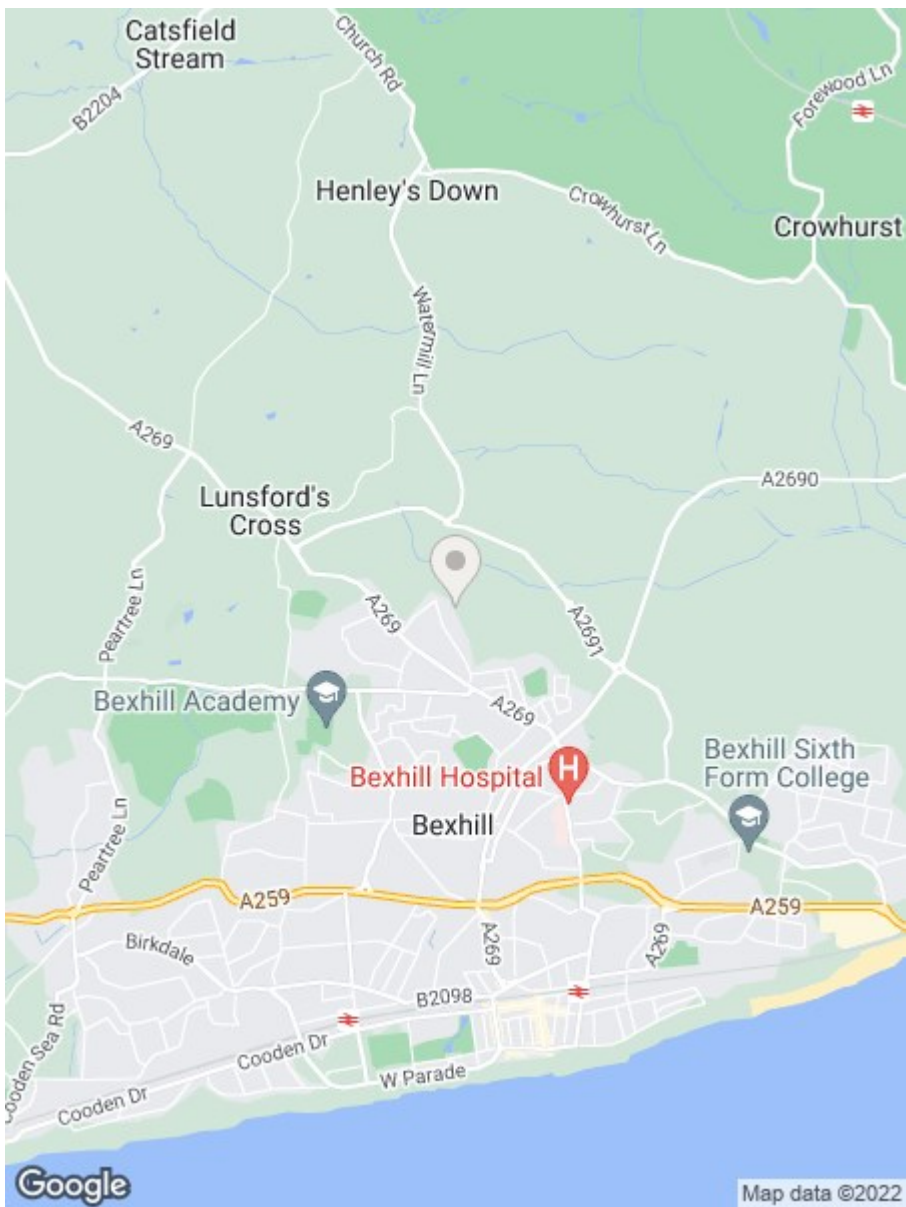 Catsfield
Stream
Church Rd
B2204
Forewood Ln
Henley's Down
Crowhurst Ln
Crowhurst
Watermill Ln
A269
A2690
Lunsford's
Cross
Peartree Ln
A269
A2691
Bexhill Academy
A269
Bexhill Sixth
Form College
Bexhill Hospital
H
Bexhill
Peartree Ln
A259
A259
Birkdale
A269
A269
B2098
Cooden Sea Rd
Cooden Dr
W Parade
Cooden Dr
Google
Map data ©2022